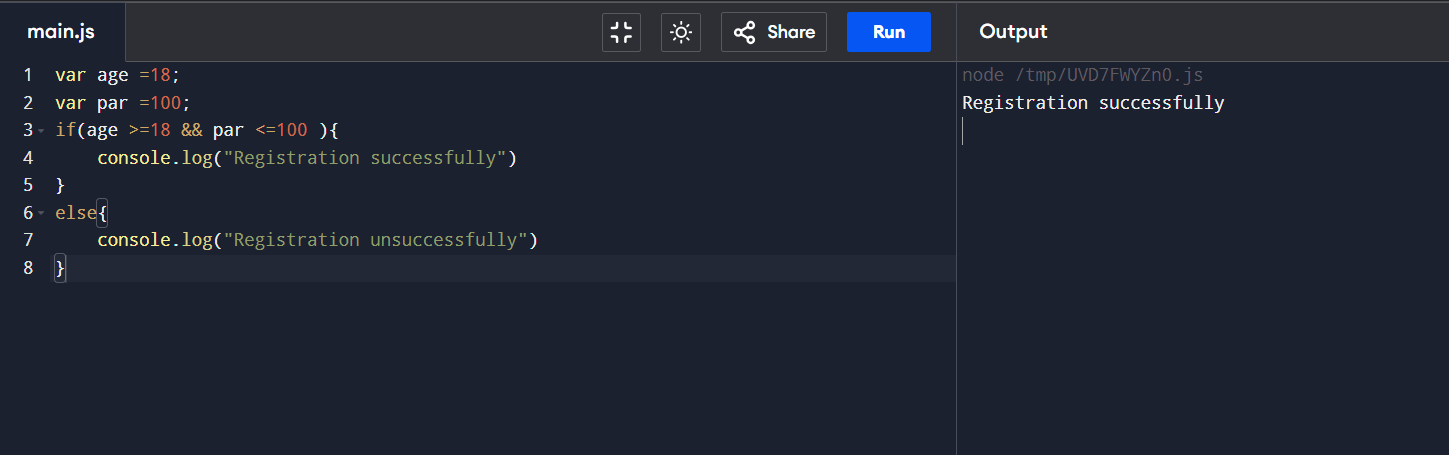 main.js Share Run Output
1 var age =18;
2 var par =100;
3 if(age >=18 && par <=100 ){
4     console.log("Registration successfully")
5 }
6 else{
7     console.log("Registration unsuccessfully")
8 }
node /tmp/UVD7FWYZn0.js
Registration successfully